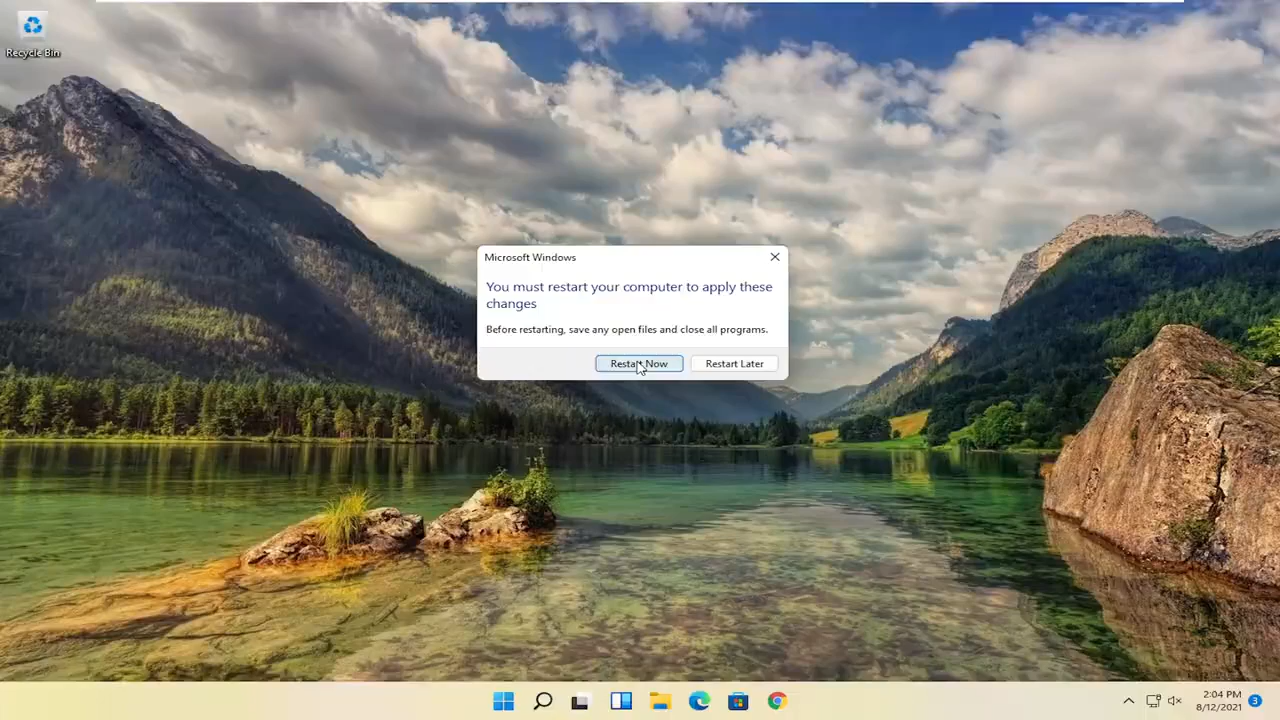 Recycle Bin
Microsoft Windows
You must restart your computer to apply these
changes
Before restarting, save any open files and close all programs.
Restart Now
Restart Later
2:04 PM
8/12/2021
3